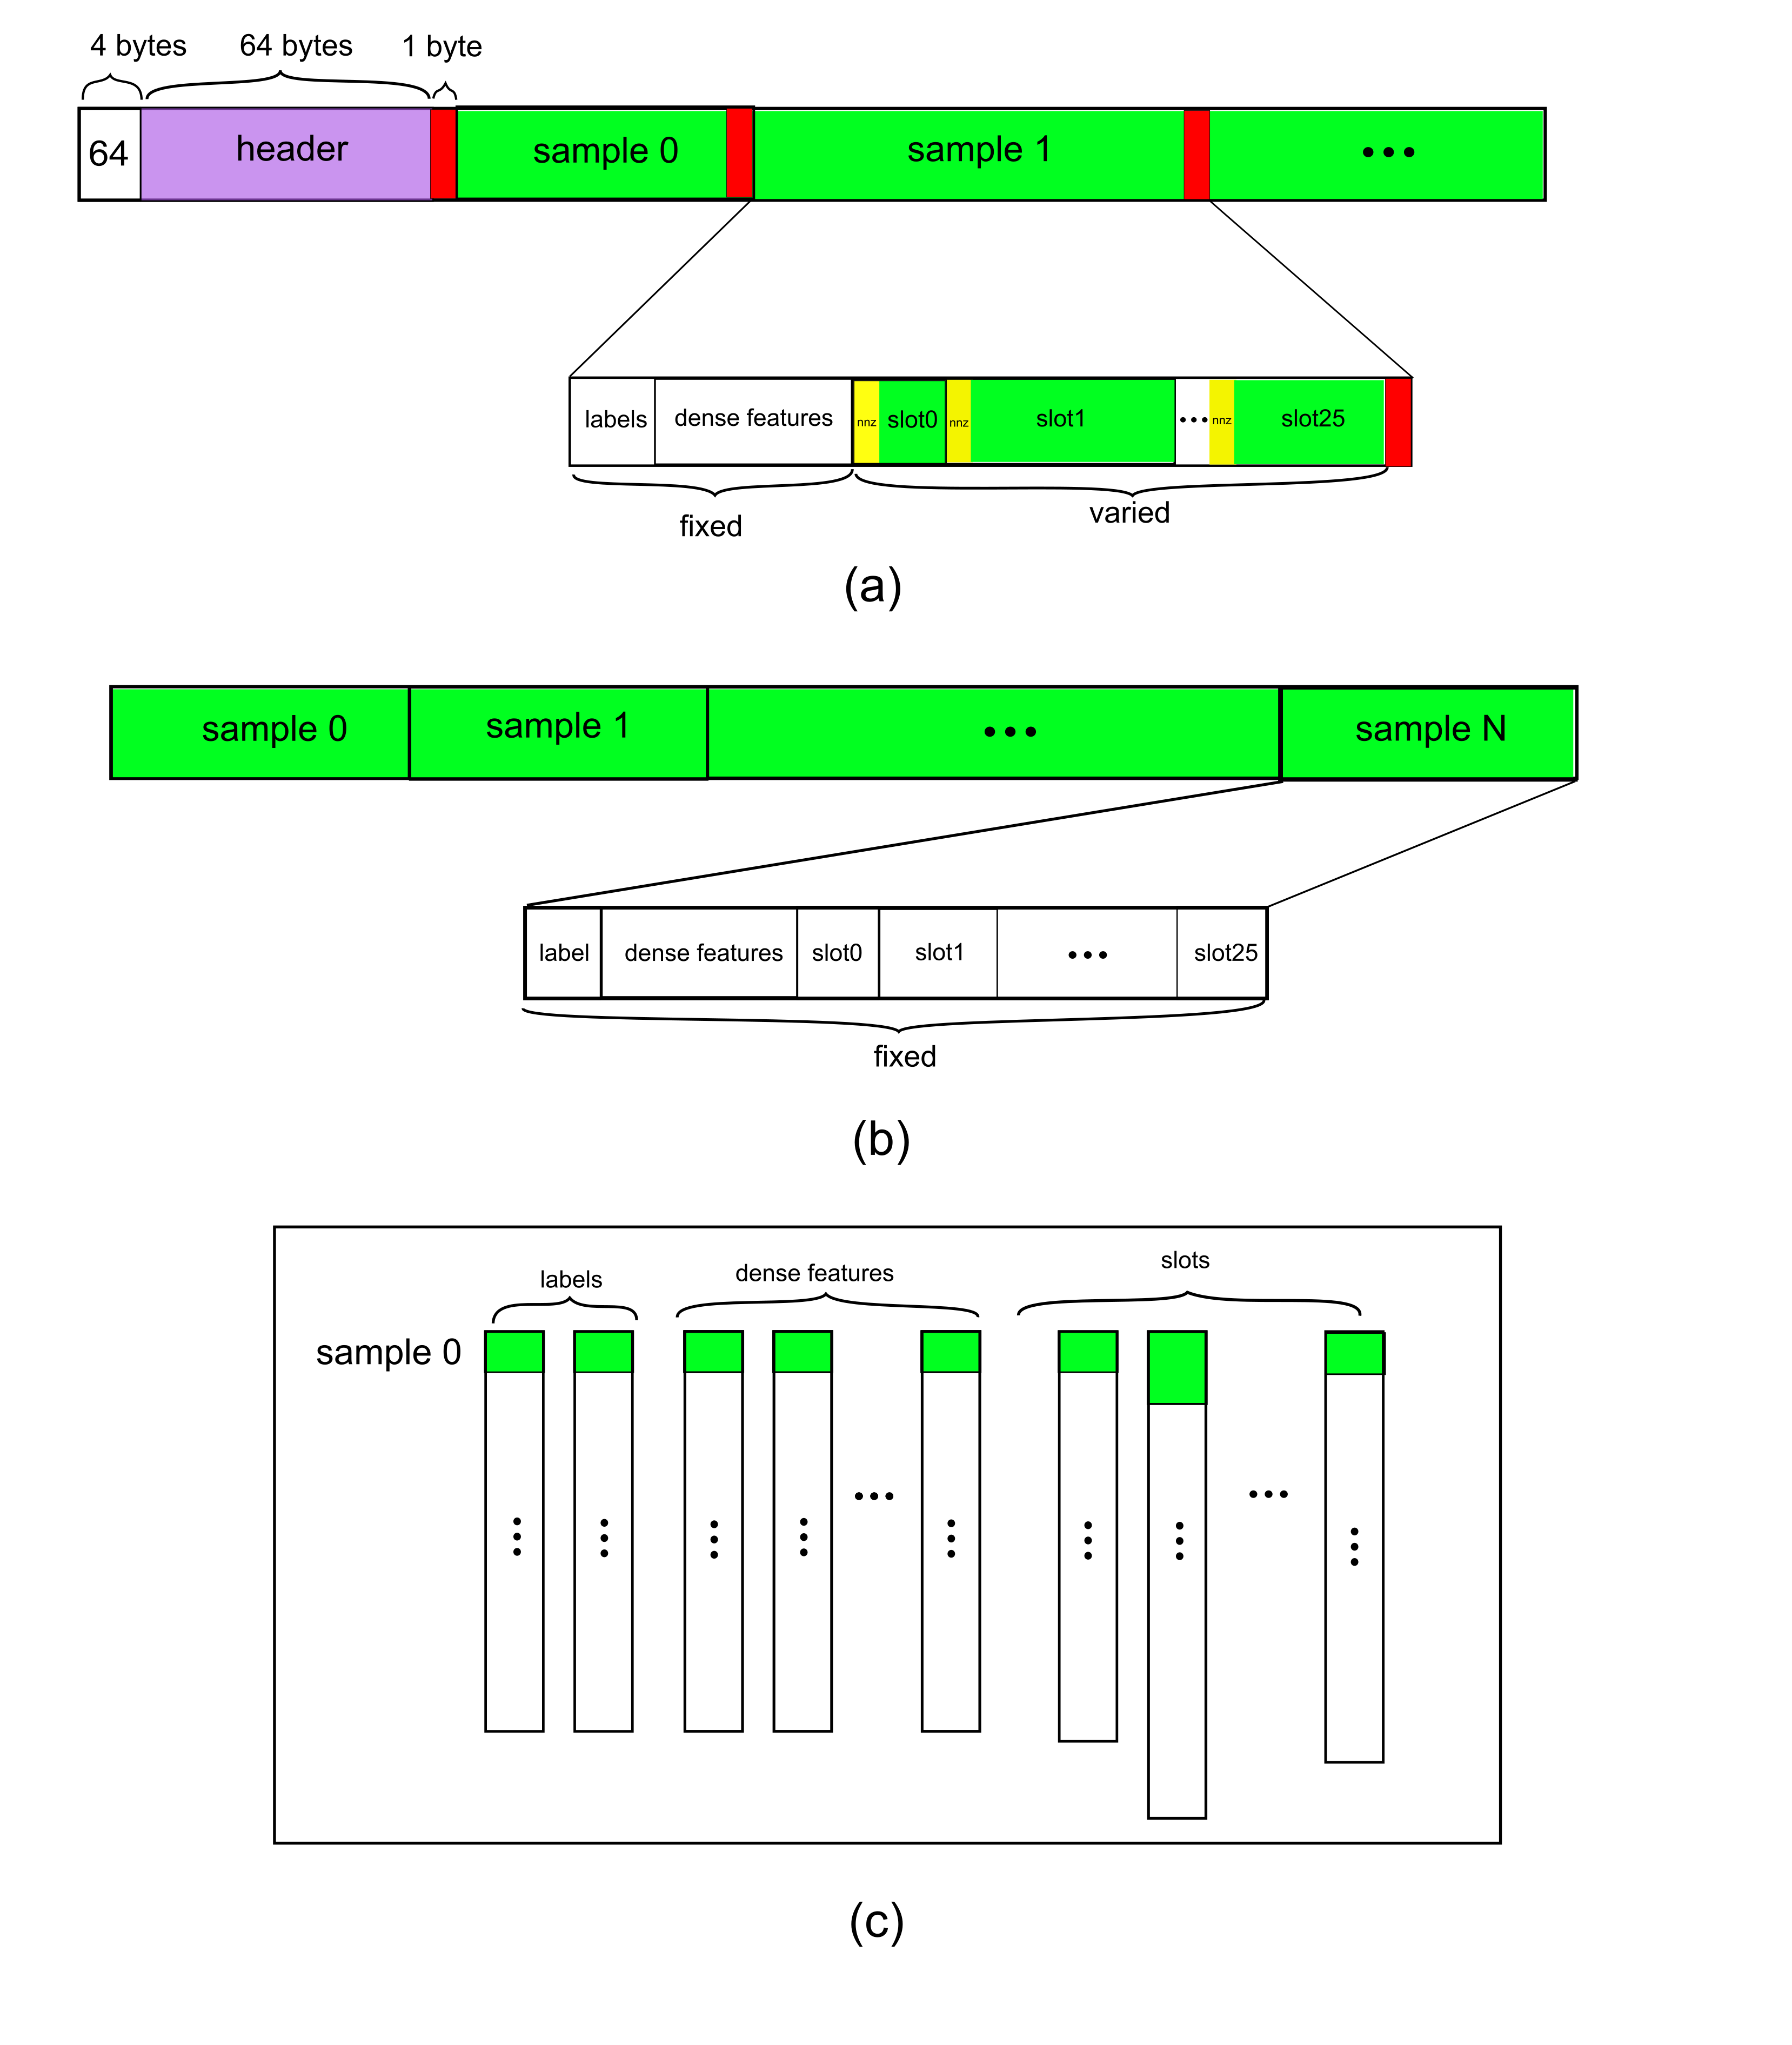 4 bytes 64 bytes 1 byte
64 header sample 0 sample 1 •••
labels dense features nnz slot0 nnz slot1 ••• nnz slot25
fixed varied
(a)
sample 0 sample 1 ••• sample N
label dense features slot0 slot1 ••• slot25
fixed
(b)
labels dense features slots
sample 0
(c)